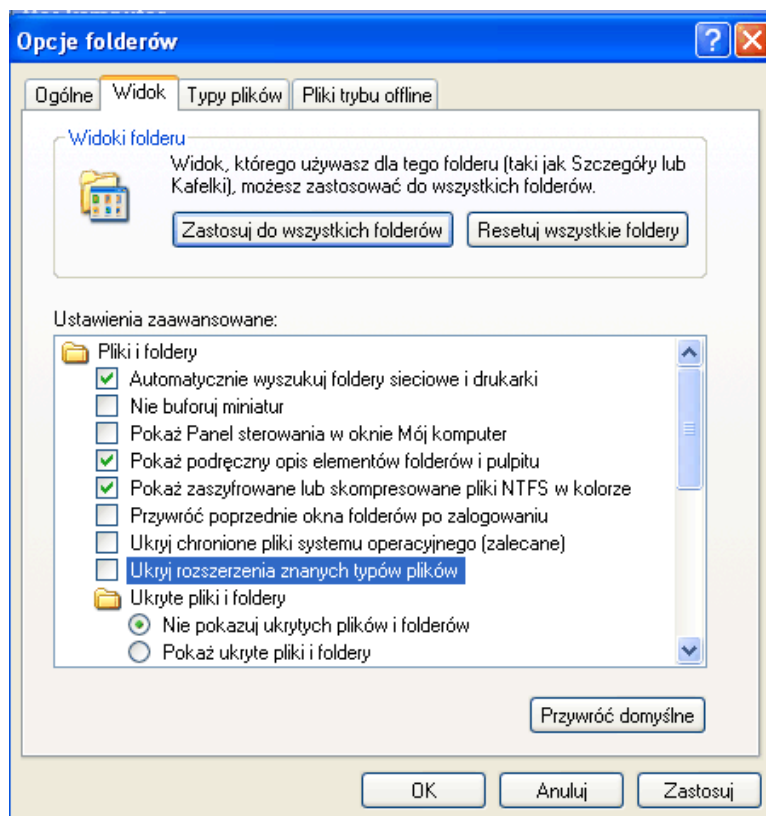 Opcje folderów
Ogólne Widok Typy plików Pliki trybu offline
Widoki folderu
Widok, którego używasz dla tego folderu (taki jak Szczegóły lub
Kafelki), możesz zastosować do wszystkich folderów.
Zastosuj do wszystkich folderów Resetuj wszystkie foldery
Ustawienia zaawansowane:
Pliki i foldery
Automatycznie wyszukuj foldery sieciowe i drukarki
Nie buforuj miniatur
Pokaż Panel sterowania w oknie Mój komputer
Pokaż podręczny opis elementów folderów i pulpitu
Pokaż zaszyfrowane lub skompresowane pliki NTFS w kolorze
Przywróć poprzednie okna folderów po zalogowaniu
Ukryj chronione pliki systemu operacyjnego (zalecane)
Ukryj rozszerzenia znanych typów plików
Ukryte pliki i foldery
Nie pokazuj ukrytych plików i folderów
Pokaż ukryte pliki i foldery
Przywróć domyślne
OK Anuluj Zastosuj